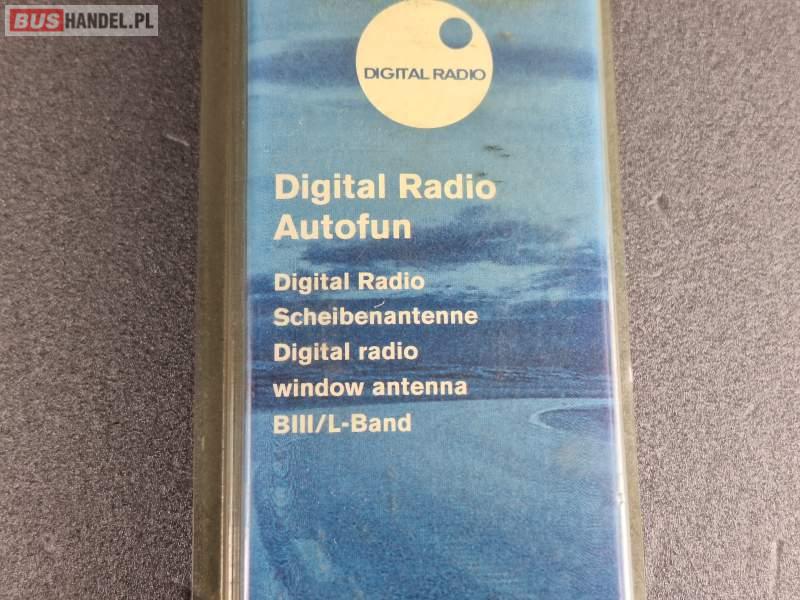 BUSHANDEL.PL
DIGITAL RADIO
Digital Radio
Autofun
Digital Radio
Scheibenantenne
Digital radio
window antenna
BIII/L-Band